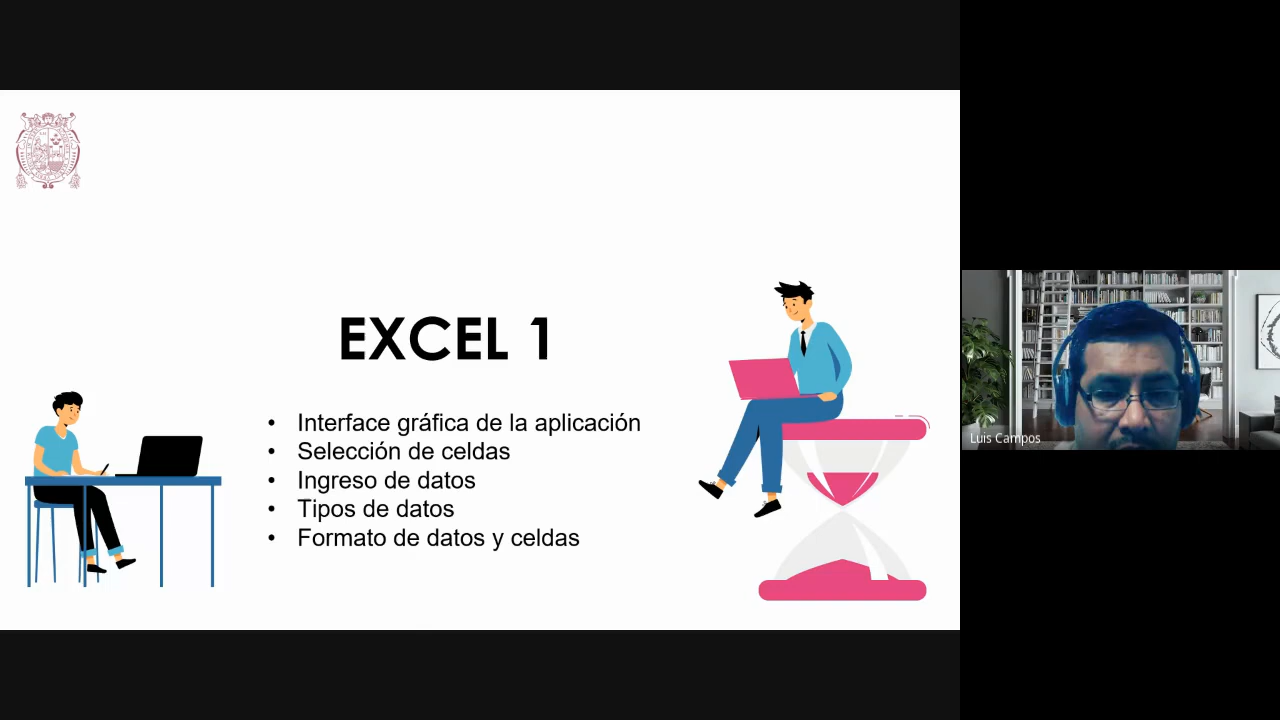 EXCEL 1
• Interface gráfica de la aplicación
• Selección de celdas
• Ingreso de datos
• Tipos de datos
• Formato de datos y celdas
Luis Campos